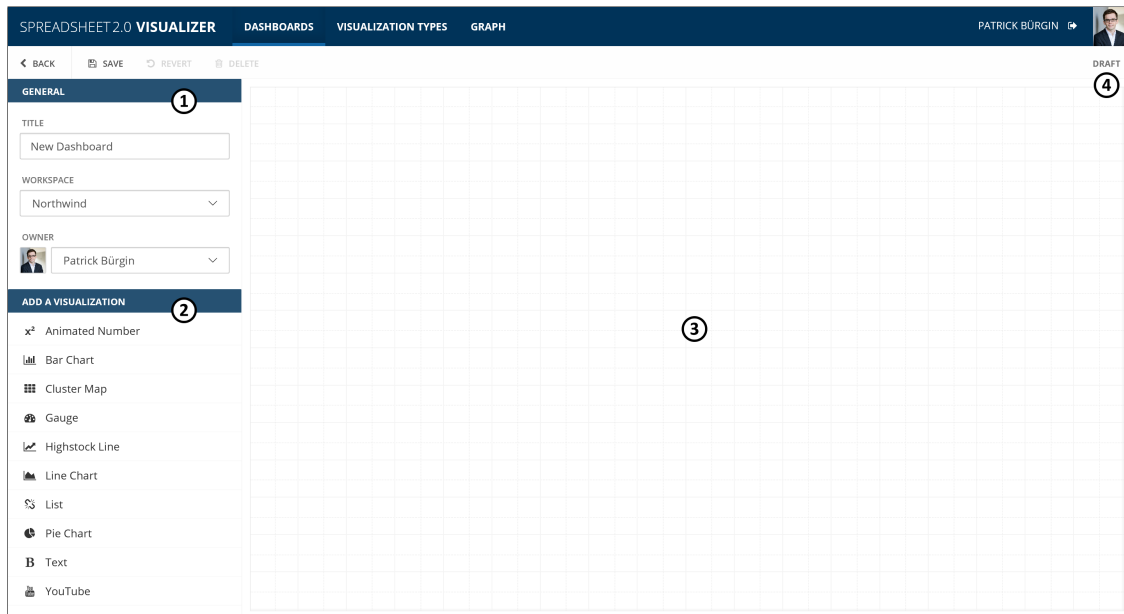 SPREADSHEET 2.0 VISUALIZER DASHBOARDS VISUALIZATION TYPES GRAPH PATRICK BÜRGIN
BACK SAVE REVERT DELETE DRAFT
GENERAL 1 4
TITLE
New Dashboard
WORKSPACE
Northwind
OWNER
Patrick Bürgin
ADD A VISUALIZATION 2
x² Animated Number 3
Bar Chart
Cluster Map
Gauge
Highstock Line
Line Chart
List
Pie Chart
B Text
YouTube